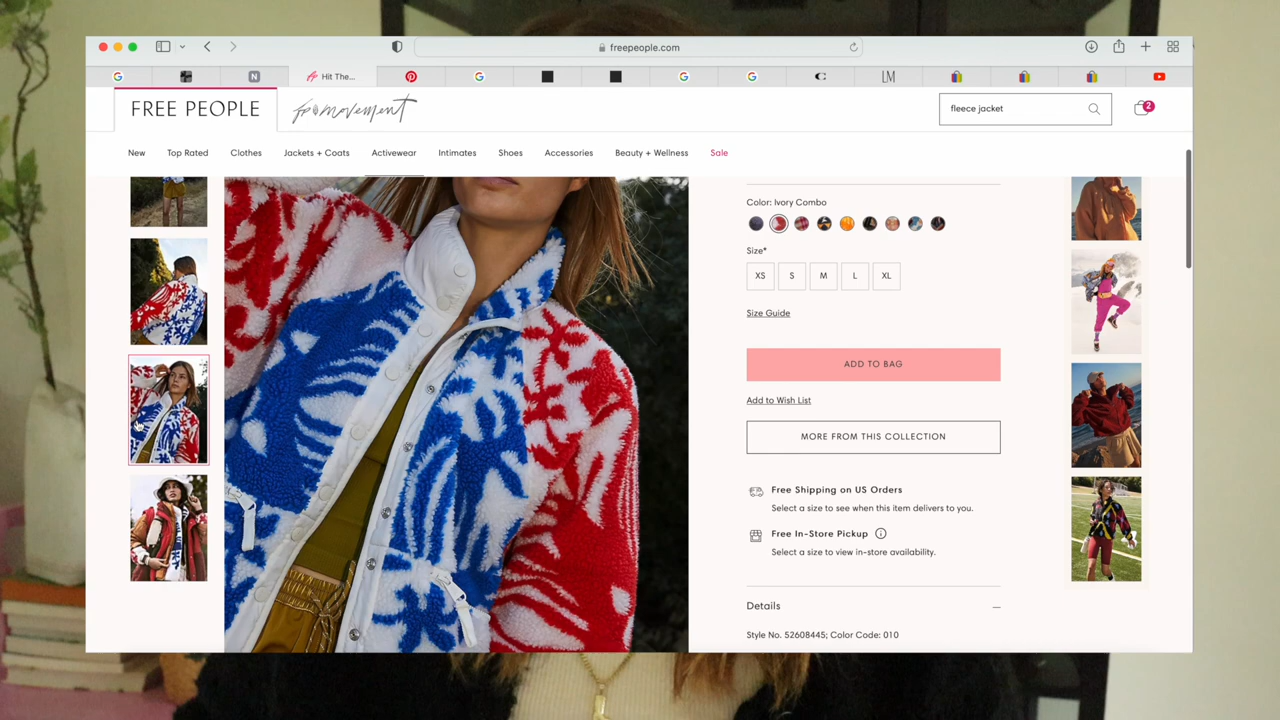 freepeople.com
N
Hit The...
C
LM
FREE PEOPLE
fp movement
fleece jacket
2
New
Top Rated
Clothes
Jackets + Coats
Activewear
Intimates
Shoes
Accessories
Beauty + Wellness
Sale
Color: Ivory Combo
Size*
XS
S
M
L
XL
Size Guide
ADD TO BAG
Add to Wish List
MORE FROM THIS COLLECTION
Free Shipping on US Orders
Select a size to see when this item delivers to you.
Free In-Store Pickup
Select a size to view in-store availability.
Details
Style No. 52608445; Color Code: 010